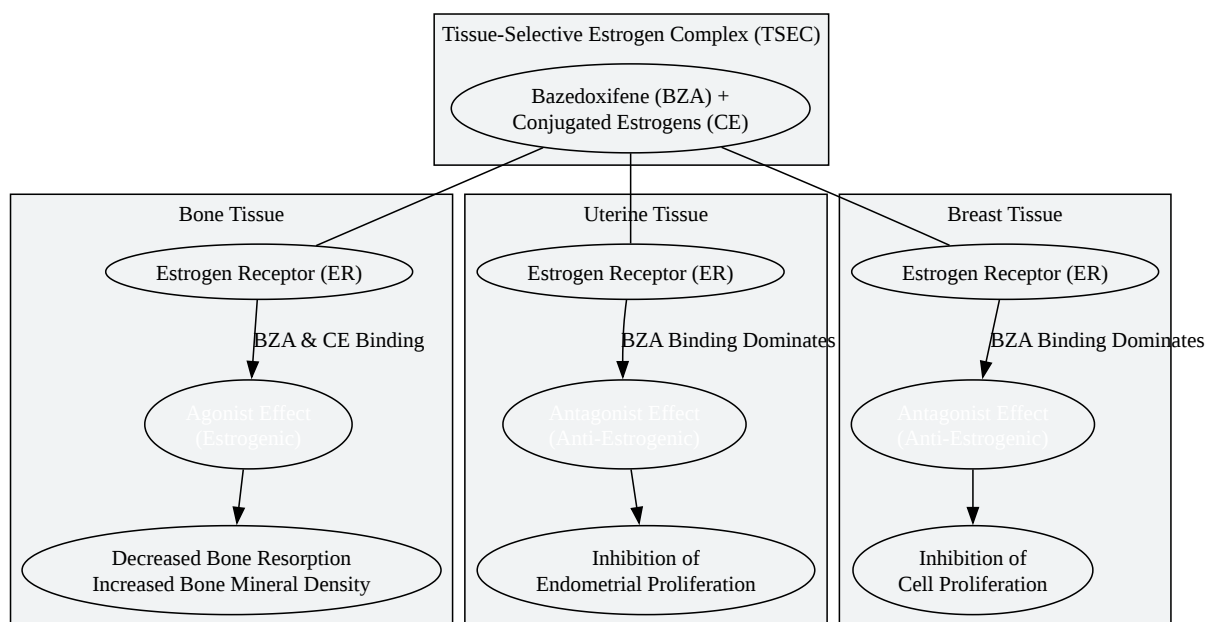 Tissue-Selective Estrogen Complex (TSEC)
Bazedoxifene (BZA) +
Conjugated Estrogens (CE)
Bone Tissue
Estrogen Receptor (ER)
BZA & CE Binding
Agonist Effect
(Estrogenic)
Decreased Bone Resorption
Increased Bone Mineral Density
Uterine Tissue
Estrogen Receptor (ER)
BZA Binding Dominates
Antagonist Effect
(Anti-Estrogenic)
Inhibition of
Endometrial Proliferation
Breast Tissue
Estrogen Receptor (ER)
BZA Binding Dominates
Antagonist Effect
(Anti-Estrogenic)
Inhibition of
Cell Proliferation